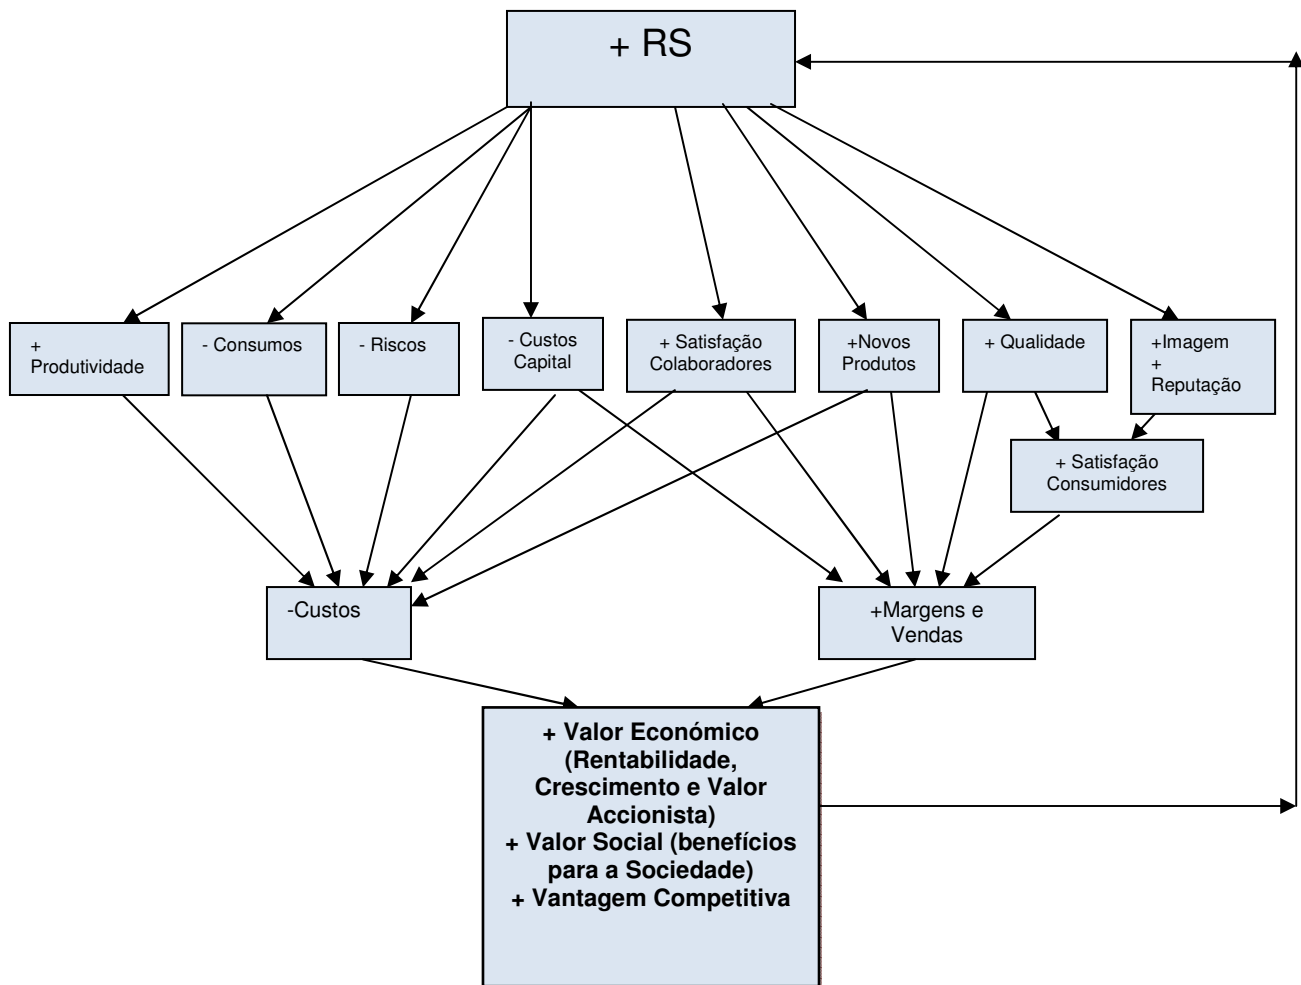 + RS
+
Produtividade
- Consumos
- Riscos
- Custos
Capital
+ Satisfação
Colaboradores
+Novos
Produtos
+ Qualidade
+Imagem
+
Reputação
+ Satisfação
Consumidores
-Custos
+Margens e
Vendas
+ Valor Económico
(Rentabilidade,
Crescimento e Valor
Accionista)
+ Valor Social (benefícios
para a Sociedade)
+ Vantagem Competitiva